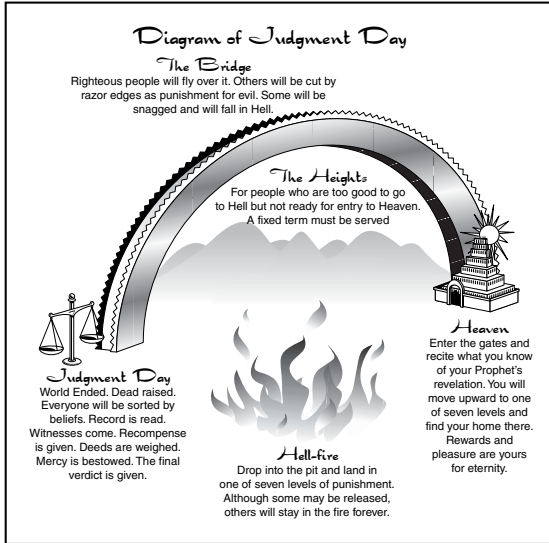 Diagram of Judgment Day
The Bridge
Righteous people will fly over it. Others will be cut by
razor edges as punishment for evil. Some will be
snagged and will fall in Hell.
The Heights
For people who are too good to go
to Hell but not ready for entry to Heaven.
A fixed term must be served
Judgment Day
World Ended. Dead raised.
Everyone will be sorted by
beliefs. Record is read.
Witnesses come. Recompense
is given. Deeds are weighed.
Mercy is bestowed. The final
verdict is given.
Hell-fire
Drop into the pit and land in
one of seven levels of punishment.
Although some may be released,
others will stay in the fire forever.
Heaven
Enter the gates and
recite what you know
of your Prophet's
revelation. You will
move upward to one
of seven levels and
find your home there.
Rewards and
pleasure are yours
for eternity.